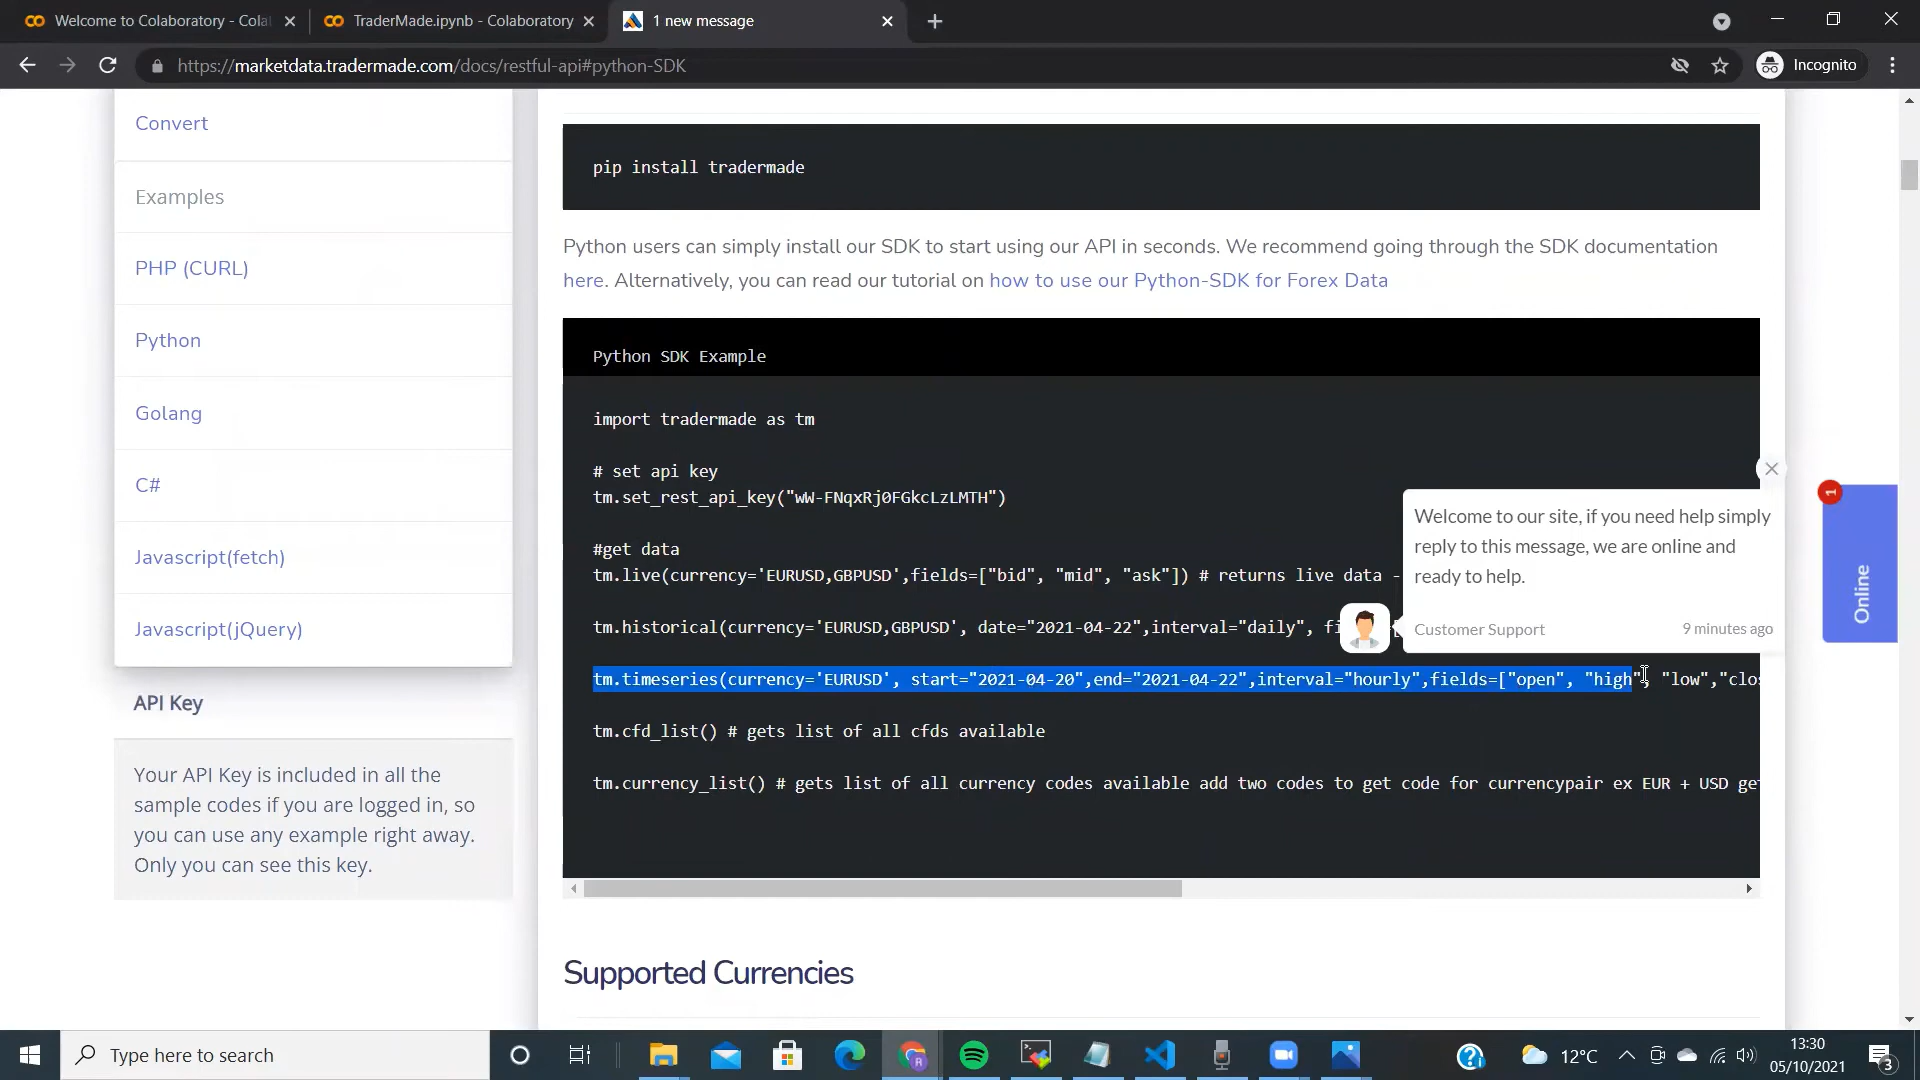 Welcome to Colaboratory - Cola
TraderMade.ipynb - Colaboratory
1 new message
https://marketdata.tradermade.com/docs/restful-api#python-SDK
Incognito
Convert
Examples
PHP (CURL)
Python
Golang
C#
Javascript(fetch)
Javascript(jQuery)
API Key
Your API Key is included in all the
sample codes if you are logged in, so
you can use any example right away.
Only you can see this key.
pip install tradermade
Python users can simply install our SDK to start using our API in seconds. We recommend going through the SDK documentation
here. Alternatively, you can read our tutorial on how to use our Python-SDK for Forex Data
Python SDK Example
import tradermade as tm
# set api key
tm.set_rest_api_key("wW-FNqxRj0FGkcLzLMTH")
#get data
tm.live(currency='EURUSD,GBPUSD',fields=["bid", "mid", "ask"]) # returns live data -
tm.historical(currency='EURUSD,GBPUSD', date="2021-04-22",interval="daily", fi
tm.timeseries(currency='EURUSD', start="2021-04-20",end="2021-04-22",interval="hourly",fields=["open", "high", "low","clos
tm.cfd_list() # gets list of all cfds available
tm.currency_list() # gets list of all currency codes available add two codes to get code for currencypair ex EUR + USD ge
Welcome to our site, if you need help simply
reply to this message, we are online and
ready to help.
Customer Support
9 minutes ago
1
Online
Supported Currencies
Type here to search
12°C
13:30
05/10/2021
3